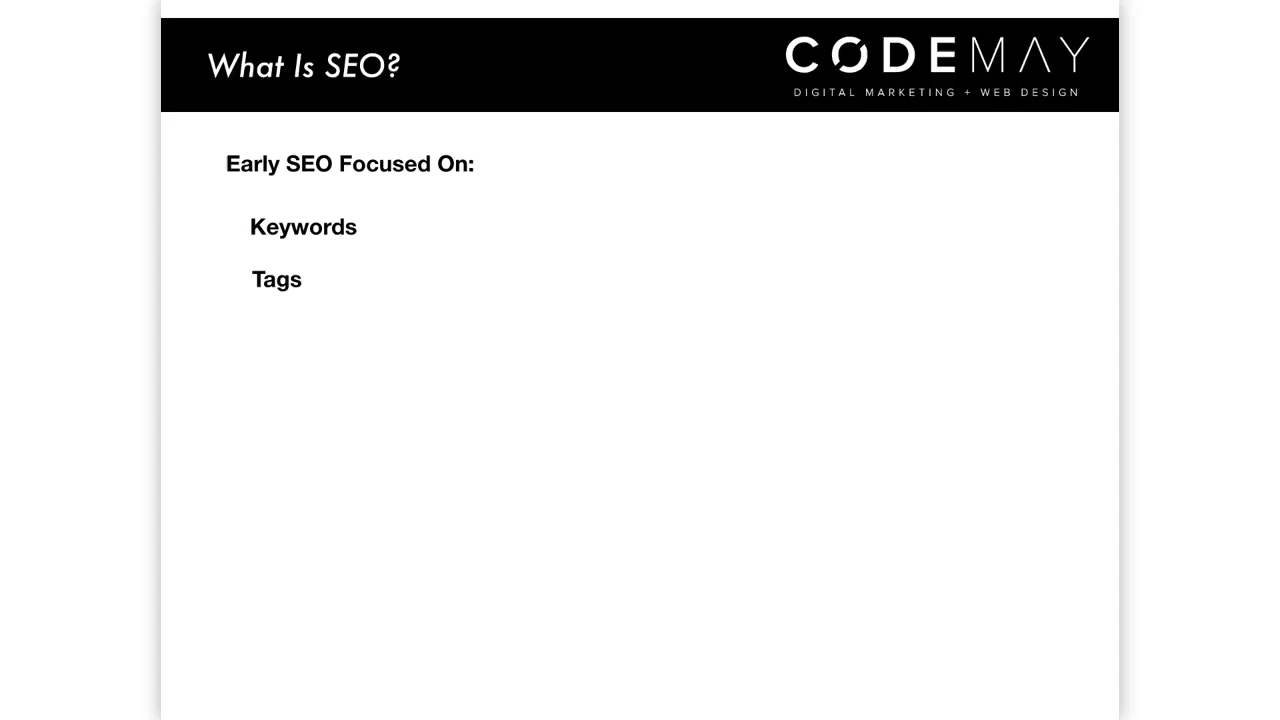 What Is SEO?
CODEMAY
DIGITAL MARKETING + WEB DESIGN
Early SEO Focused On:
Keywords
Tags